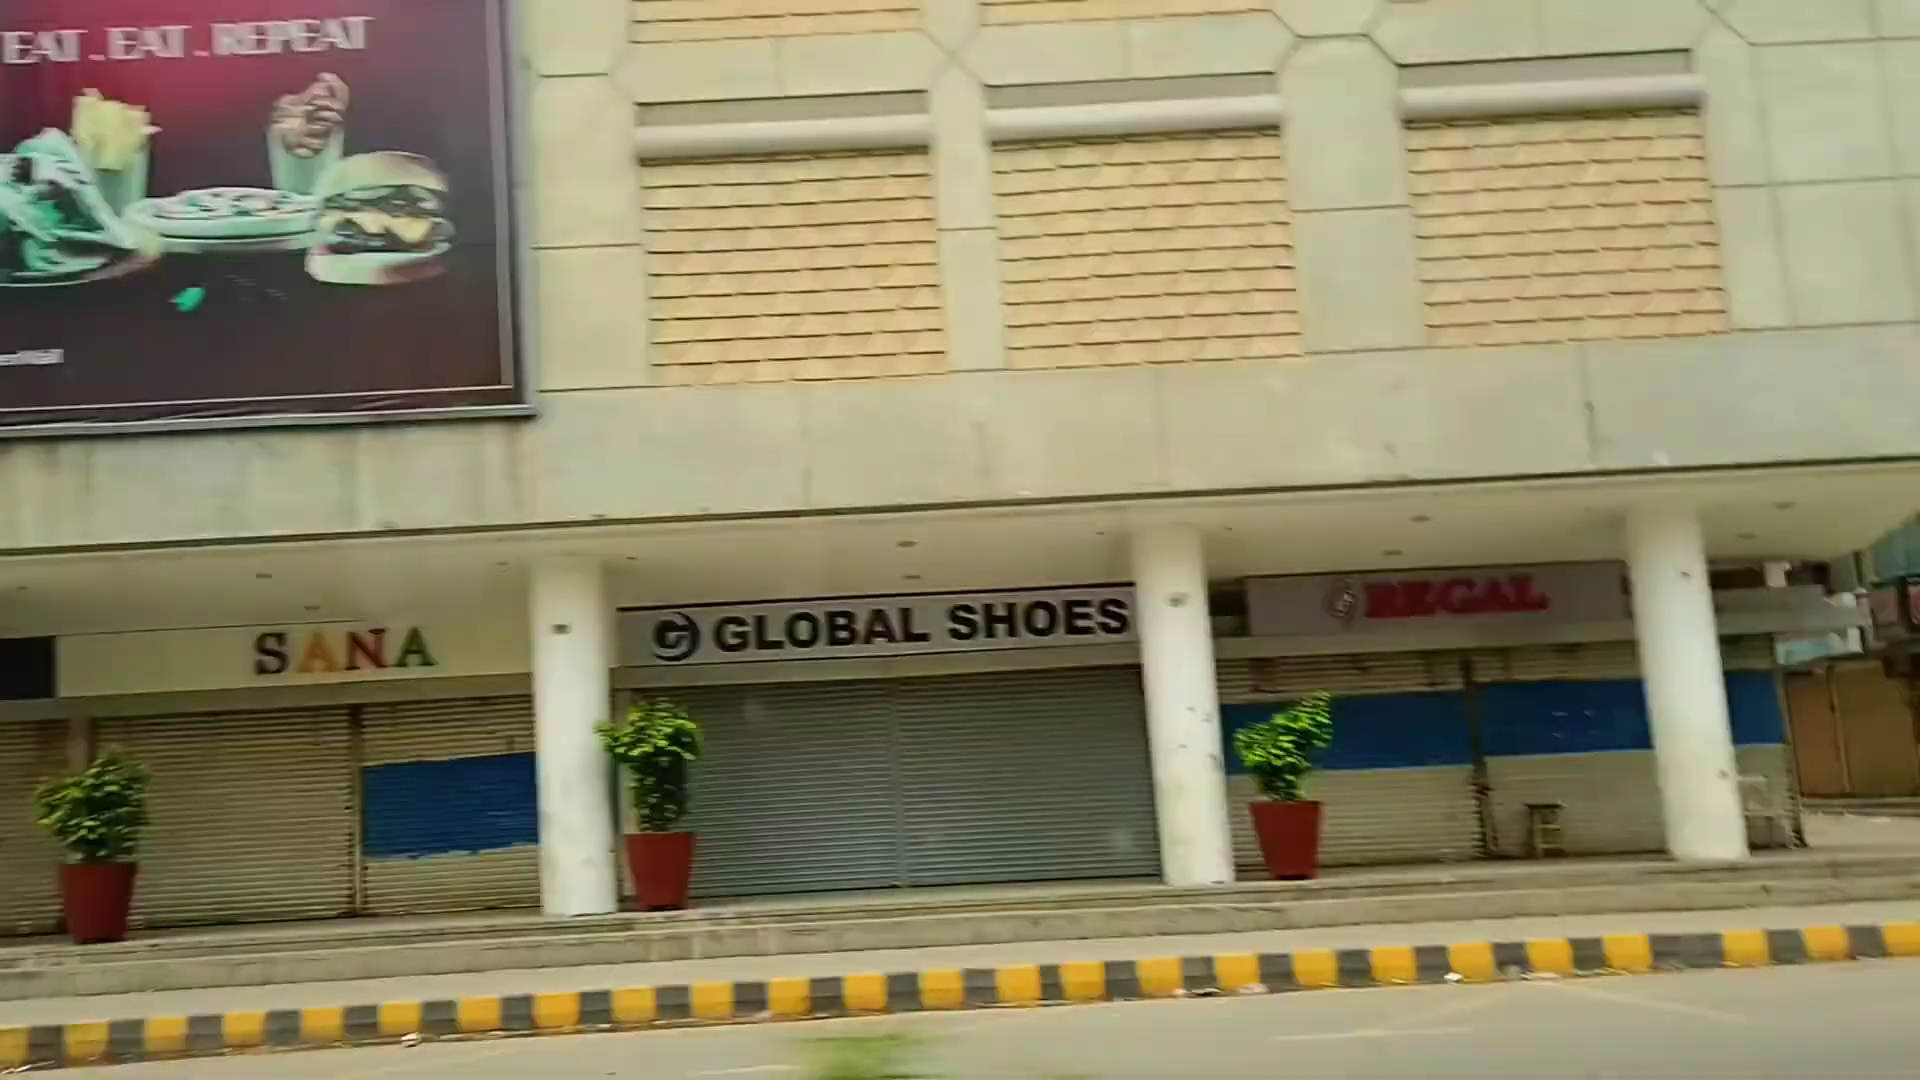 EAT . EAT . REPEAT
SANA
GLOBAL SHOES
REGAL